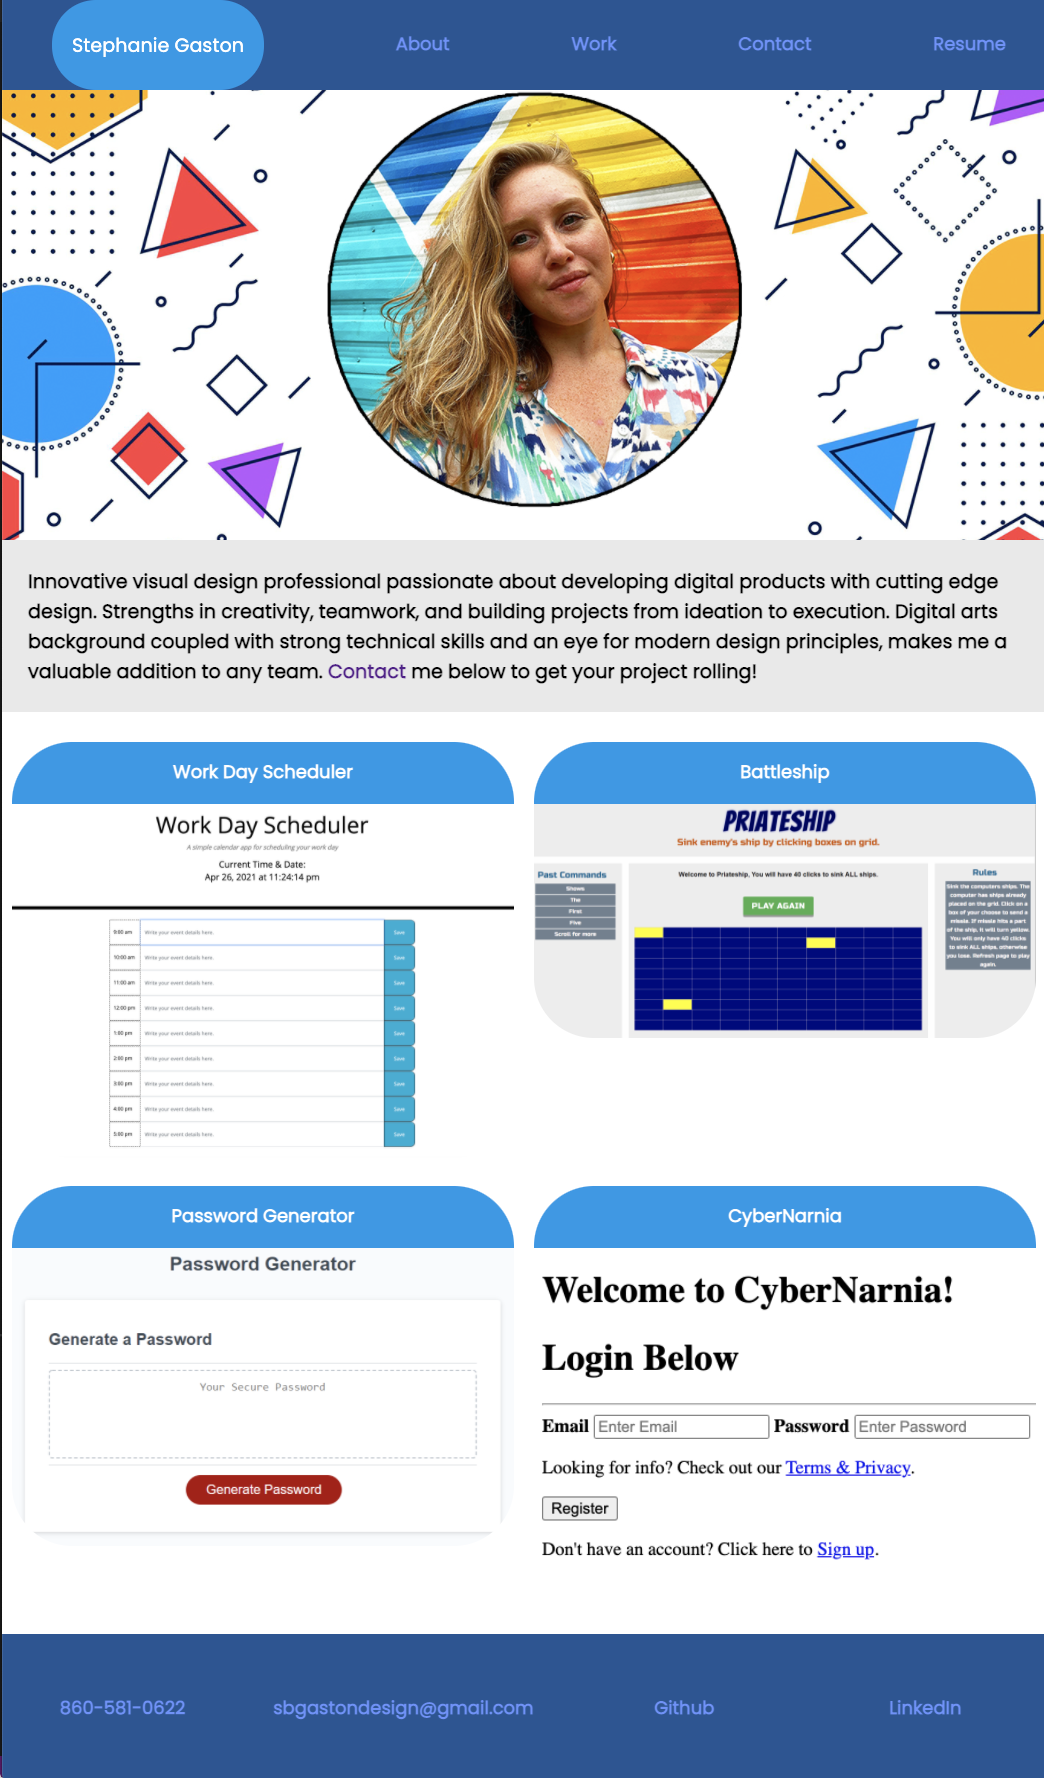 Stephanie Gaston
About
Work
Contact
Resume
Innovative visual design professional passionate about developing digital products with cutting edge
design. Strengths in creativity, teamwork, and building projects from ideation to execution. Digital arts
background coupled with strong technical skills and an eye for modern design principles, makes me a
valuable addition to any team. Contact me below to get your project rolling!
Work Day Scheduler
Work Day Scheduler
A simple calendar app for scheduling your work day
Current Time & Date:
Apr 26, 2021 at 11:24:14 pm
9:00 am Write your event details here. Save
10:00 am Write your event details here. Save
11:00 am Write your event details here. Save
12:00 pm Write your event details here. Save
1:00 pm Write your event details here. Save
2:00 pm Write your event details here. Save
3:00 pm Write your event details here. Save
4:00 pm Write your event details here. Save
5:00 pm Write your event details here. Save
Battleship
PRIATESHIP
Sink enemy's ship by clicking boxes on grid.
Past Commands
Shows
The
First
Five
Scroll for more
Welcome to Priateship, You will have 40 clicks to sink ALL ships.
PLAY AGAIN
Rules
Sink the computers ships. The
computer has ships already
placed on the grid. Click on a
box of your choose to send a
missle. If missle hits a part
of the ship, it will turn yellow.
You will only have 40 clicks
to sink ALL ships, otherwise
you lose. Refresh page to play
again.
Password Generator
Password Generator
Generate a Password
Your Secure Password
Generate Password
CyberNarnia
Welcome to CyberNarnia!
Login Below
Email Enter Email Password Enter Password
Looking for info? Check out our Terms & Privacy.
Register
Don't have an account? Click here to Sign up.
860-581-0622
sbgastondesign@gmail.com
Github
LinkedIn